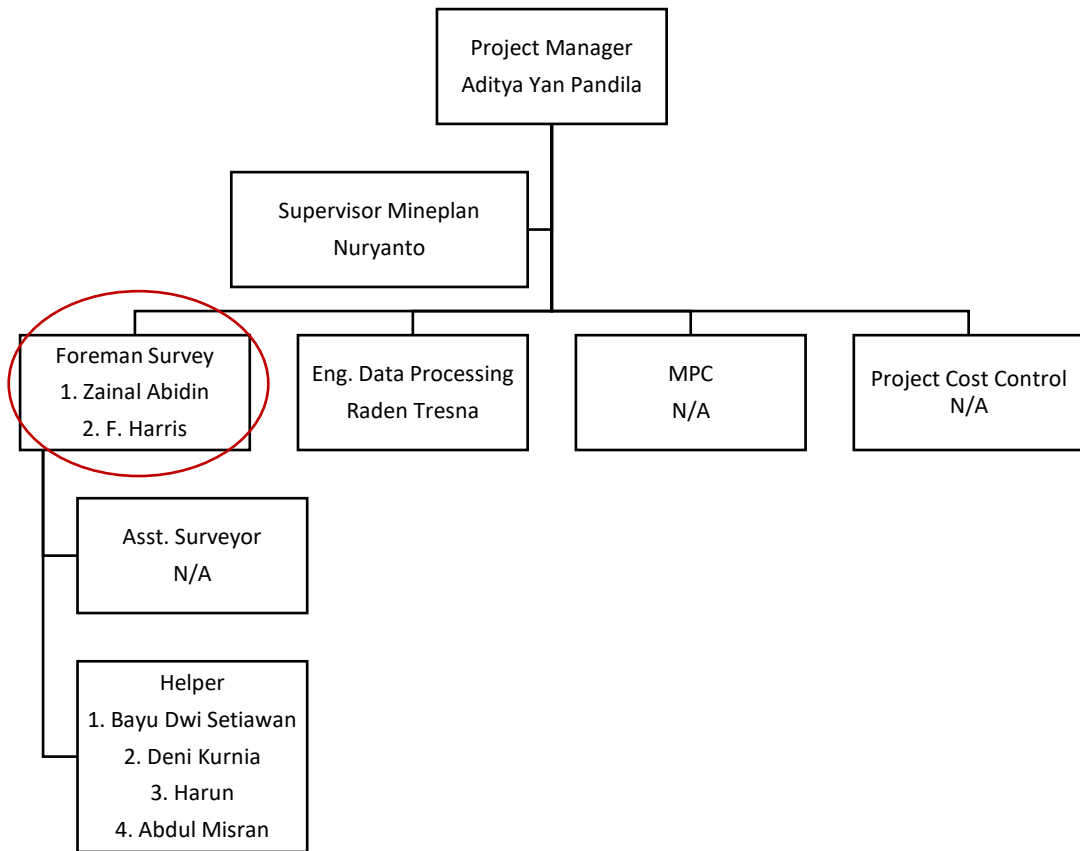 Project Manager
Aditya Yan Pandila
Supervisor Mineplan
Nuryanto
Foreman Survey
1. Zainal Abidin
2. F. Harris
Eng. Data Processing
Raden Tresna
MPC
N/A
Project Cost Control
N/A
Asst. Surveyor
N/A
Helper
1. Bayu Dwi Setiawan
2. Deni Kurnia
3. Harun
4. Abdul Misran